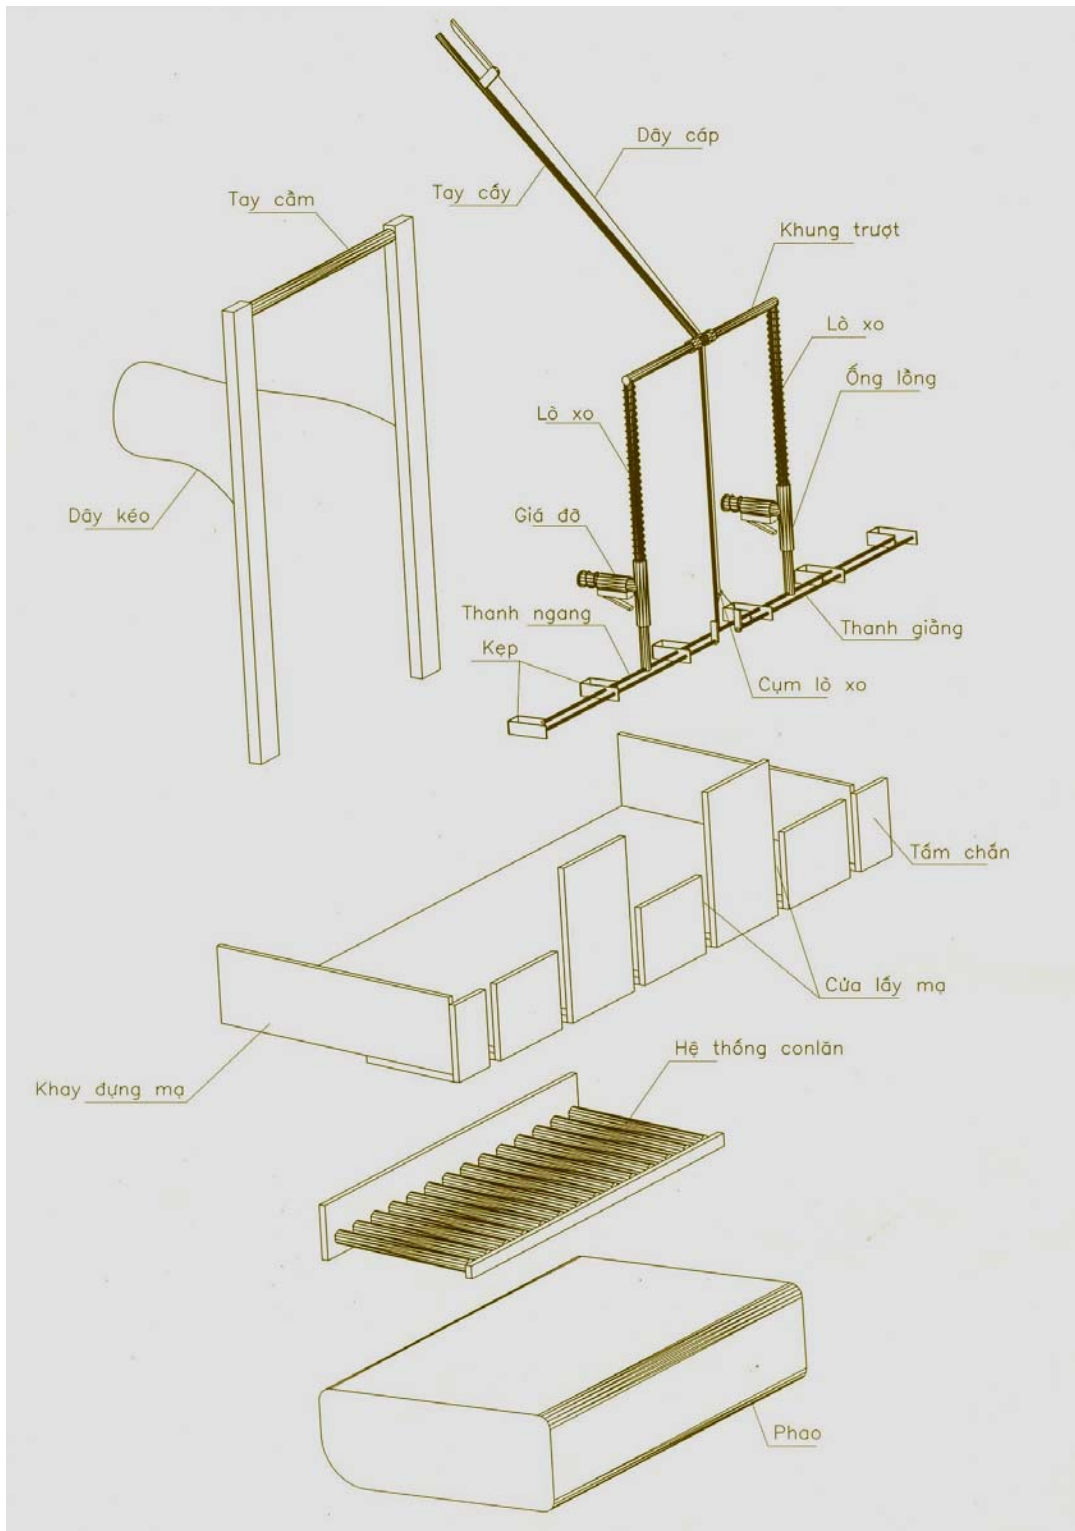 Dây cáp
Tay cấy
Tay cầm
Khung trượt
Lò xo
Ống lồng
Lò xo
Dây kéo
Giá đỡ
Thanh ngang
Thanh giằng
Kẹp
Cụm lò xo
Tấm chắn
Cửa lấy mạ
Hệ thống conlăn
Khay đựng mạ
Phao